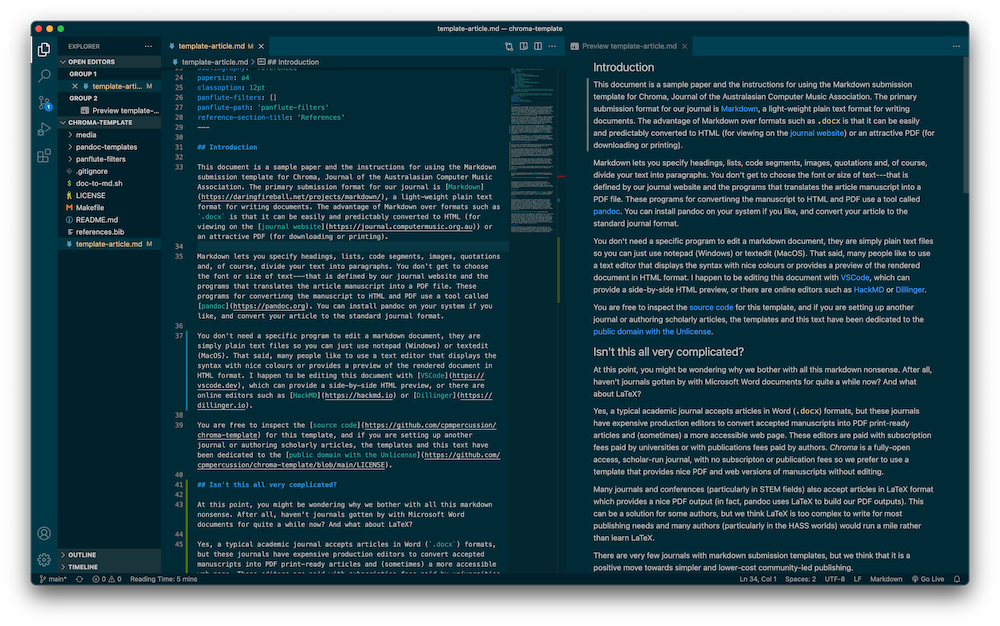 template-article.md — chroma-template
EXPLORER
OPEN EDITORS
GROUP 1
template-arti... M
GROUP 2
Preview template-...
CHROMA-TEMPLATE
media
pandoc-templates
panflute-filters
.gitignore
doc-to-md.sh
LICENSE
Makefile
README.md
references.bib
template-article.md M
OUTLINE
TIMELINE
template-article.md M
template-article.md > ## Introduction
23 bibliography: 'references'
24 papersize: a4
25 classoption: 12pt
26 panflute-filters: []
27 panflute-path: 'panflute-filters'
28 reference-section-title: 'References'
29 ---
30
31 ## Introduction
32
33 This document is a sample paper and the instructions for using the Markdown
submission template for Chroma, Journal of the Australasian Computer Music
Association. The primary submission format for our journal is [Markdown]
(https://daringfireball.net/projects/markdown/), a light-weight plain text
format for writing documents. The advantage of Markdown over formats such as
`.docx` is that it can be easily and predictably converted to HTML (for
viewing on the [journal website](https://journal.computermusic.org.au)) or
an attractive PDF (for downloading or printing).
34
35 Markdown lets you specify headings, lists, code segments, images, quotations
and, of course, divide your text into paragraphs. You don't get to choose
the font or size of text---that is defined by our journal website and the
programs that translates the article manuscript into a PDF file. These
programs for convertinng the manuscript to HTML and PDF use a tool called
[pandoc](https://pandoc.org). You can install pandoc on your system if you
like, and convert your article to the standard journal format.
36
37 You don't need a specific program to edit a markdown document, they are
simply plain text files so you can just use notepad (Windows) or textedit
(MacOS). That said, many people like to use a text editor that displays the
syntax with nice colours or provides a preview of the rendered document in
HTML format. I happen to be editing this document with [VSCode](https://
vscode.dev), which can provide a side-by-side HTML preview, or there are
online editors such as [HackMD](https://hackmd.io) or [Dillinger](https://
dillinger.io).
38
39 You are free to inspect the [source code](https://github.com/cpmpercussion/
chroma-template) for this template, and if you are setting up another
journal or authoring scholarly articles, the templates and this text have
been dedicated to the [public domain with the Unlicense](https://github.com/
cpmpercussion/chroma-template/blob/main/LICENSE).
40
41 ## Isn't this all very complicated?
42
43 At this point, you might be wondering why we bother with all this markdown
nonsense. After all, haven't journals gotten by with Microsoft Word
documents for quite a while now? And what about LaTeX?
44
45 Yes, a typical academic journal accepts articles in Word (`.docx`) formats,
but these journals have expensive production editors to convert accepted
manuscripts into PDF print-ready articles and (sometimes) a more accessible
web page. These editors are paid with subscription fees paid by universities
Preview template-article.md
Introduction
This document is a sample paper and the instructions for using the Markdown submission
template for Chroma, Journal of the Australasian Computer Music Association. The primary
submission format for our journal is Markdown, a light-weight plain text format for writing
documents. The advantage of Markdown over formats such as .docx is that it can be easily
and predictably converted to HTML (for viewing on the journal website) or an attractive PDF (for
downloading or printing).
Markdown lets you specify headings, lists, code segments, images, quotations and, of course,
divide your text into paragraphs. You don't get to choose the font or size of text---that is
defined by our journal website and the programs that translates the article manuscript into a
PDF file. These programs for convertinng the manuscript to HTML and PDF use a tool called
pandoc. You can install pandoc on your system if you like, and convert your article to the
standard journal format.
You don't need a specific program to edit a markdown document, they are simply plain text files
so you can just use notepad (Windows) or textedit (MacOS). That said, many people like to use
a text editor that displays the syntax with nice colours or provides a preview of the rendered
document in HTML format. I happen to be editing this document with VSCode, which can
provide a side-by-side HTML preview, or there are online editors such as HackMD or Dillinger.
You are free to inspect the source code for this template, and if you are setting up another
journal or authoring scholarly articles, the templates and this text have been dedicated to the
public domain with the Unlicense.
Isn't this all very complicated?
At this point, you might be wondering why we bother with all this markdown nonsense. After all,
haven't journals gotten by with Microsoft Word documents for quite a while now? And what
about LaTeX?
Yes, a typical academic journal accepts articles in Word (.docx) formats, but these journals
have expensive production editors to convert accepted manuscripts into PDF print-ready
articles and (sometimes) a more accessible web page. These editors are paid with subscription
fees paid by universities or with publications fees paid by authors. Chroma is a fully-open
access, scholar-run journal, with no subscripton or publication fees so we prefer to use a
template that provides nice PDF and web versions of manuscripts without editing.
Many journals and conferences (particularly in STEM fields) also accept articles in LaTeX format
which provides a nice PDF output (in fact, pandoc uses LaTeX to build our PDF outputs). This
can be a solution for some authors, but we think LaTeX is too complex to write for most
publishing needs and many authors (particularly in the HASS worlds) would run a mile rather
than learn LaTeX.
There are very few journals with markdown submission templates, but we think that it is a
positive move towards simpler and lower-cost community-led publishing.
main* 0 0 Reading Time: 5 mins
Ln 34, Col 1 Spaces: 2 UTF-8 LF Markdown Go Live